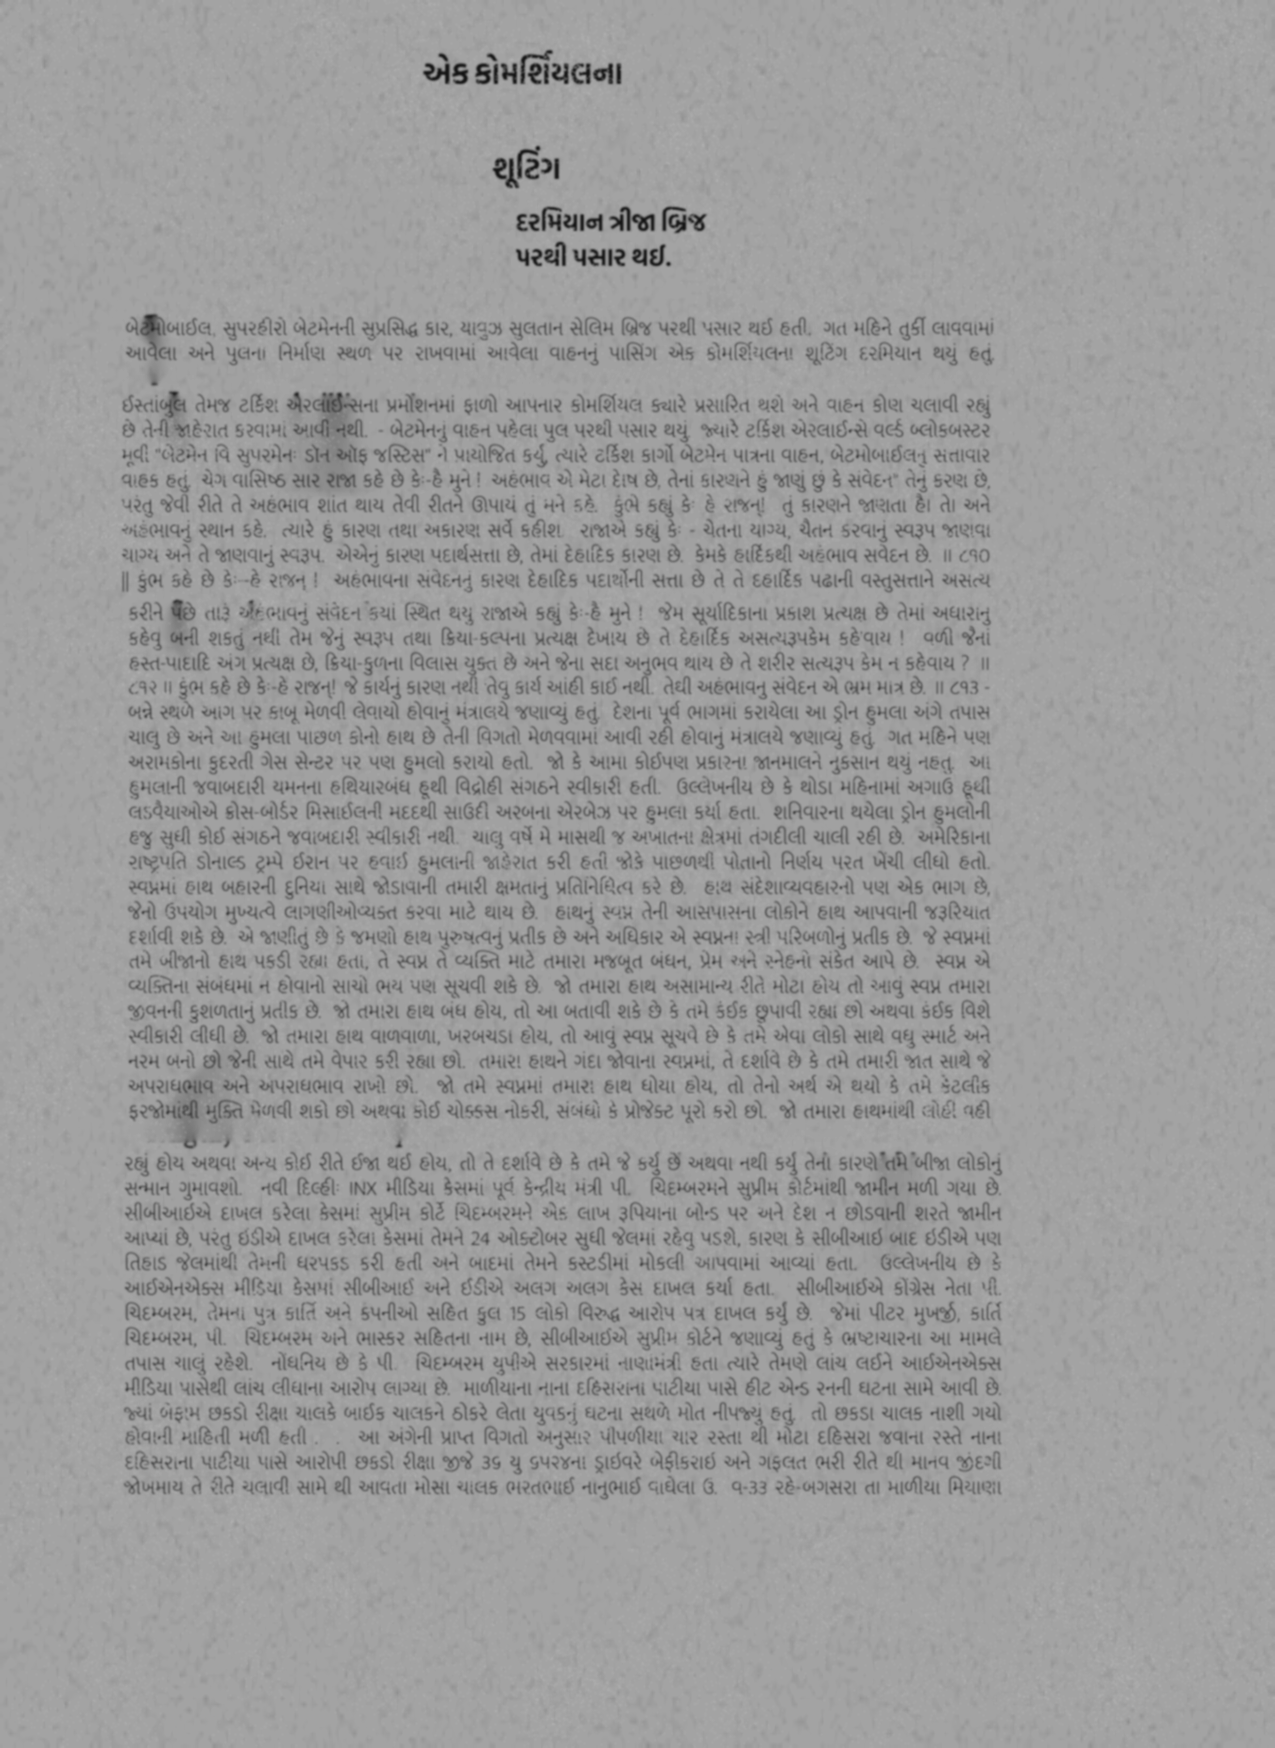 એક કોમર્શિયલના
શૂટિંગ
દરમિયાન ત્રીજા બ્રિજ
પરથી પસાર થઈ.
બેટમોબાઈલ, સુપરહીરો બેટમેનની સુપ્રસિદ્ધ કાર, યાવુઝ સુલતાન સેલિમ બ્રિજ પરથી પસાર થઈ હતી. ગત મહિને તુર્કી લાવવામાં
આવેલા અને પુલના નિર્માણ સ્થળ પર રાખવામાં આવેલા વાહનનું પાસિંગ એક કોમર્શિયલના શૂટિંગ દરમિયાન થયું હતું.
ઈસ્તાંબુલ તેમજ ટર્કિશ એરલાઈન્સના પ્રર્મોશનમાં ફાળો આપનાર કોમર્શિયલ ક્યારે પ્રસારિત થશે અને વાહન કોણ ચલાવી રહ્યું
છે તેની જાહેરાત કરવામાં આવી નથી. - બેટમેનનું વાહન પહેલા પુલ પરથી પસાર થયું. જ્યારે ટર્કિશ એરલાઈન્સે વર્લ્ડ બ્લોકબસ્ટર
મૂવી "બેટમેન વિ સુપરમેનઃ ડૉન ઑફ જસ્ટિસ" ને પ્રાયોજિત કર્યું, ત્યારે ટર્કિશ કાર્ગો બેટમેન પાત્રના વાહન, બેટમોબાઈલનું સત્તાવાર
વાહક હતું. ચેગ વાસિષ્ઠ સાર રાજા કહે છે કેઃ-હૈ મુને ! અહંભાવ એ મેટા દેાષ છે, તેનાં કારણને હું જાણું છું કે સંવેદન" તેનું કરણ છે,
પરંતુ જેવી રીતે તે અહંભાવ શાંત થાય તેવી રીતને ઊપાયં તું મને કહે. કુંભે કહ્યું કેઃ હે રાજન્! તું કારણને જાણતા હૈા તેા અને
અહંભાવનું સ્થાન કહે. ત્યારે હું કારણ તથા અકારણ સર્વે કહીશ. રાજાએ કહ્યું કેઃ - ચેતના યાગ્ય, ચૈતન કરવાનું સ્વરૂપ જાણવા
ચાગ્ય અને તે જાણવાનું સ્વરૂપ. એએનું કારણ પદાર્થસત્તા છે, તેમાં દેહાદિક કારણ છે. કેમકે હાર્દિકથી અહંભાવ સવેદન છે. ॥ ૮૧૦
|| કુંભ કહે છે કેઃ--હે રાજન્ ! અહંભાવના સંવેદનનું કારણ દેહાદિક પદાર્થોની સત્તા છે તે તે દહાર્દિક પઢાની વસ્તુસત્તાને અસત્ય
કરીને પછે તારૂં અહંભાવનું સંવેદન કયાં સ્થિત થયુ રાજાએ કહ્યું કેઃ-હૈ મુને ! જેમ સૂર્યાદિકાના પ્રકાશ પ્રત્યક્ષ છે તેમાં અધારાનું
કહેવુ બની શકતું નથી તેમ જેનું સ્વરૂપ તથા ક્રિયા-કલ્પના પ્રત્યક્ષ દેખાય છે તે દેહાર્દિક અસત્યરૂપકેમ કહેવાય ! વળી જેનાં
હસ્ત-પાદાદિ અંગ પ્રત્યક્ષ છે, ક્રિયા-કુળના વિલાસ યુક્ત છે અને જેના સદા અનુભવ થાય છે તે શરીર સત્યરૂપ કેમ ન કહેવાય ? ॥
૮૧૨ ॥ કુંભ કહે છે કેઃ-હે રાજન્! જે કાર્યનું કારણ નથી તેવુ કાર્ય આંહી કાઈ નથી. તેઘી અહંભાવનુ સંવેદન એ ભ્રમ માત્ર છે. ॥ ૮૧૩ -
બન્ને સ્થળે આગ પર કાબૂ મેળવી લેવાયો હોવાનું મંત્રાલયે જણાવ્યું હતું. દેશના પૂર્વ ભાગમાં કરાયેલા આ ડ્રોન હુમલા અંગે તપાસ
ચાલુ છે અને આ હુમલા પાછળ કોનો હાથ છે તેની વિગતો મેળવવામાં આવી રહી હોવાનું મંત્રાલયે જણાવ્યું હતું. ગત મહિને પણ
અરામકોના કુદરતી ગેસ સેન્ટર પર પણ હુમલો કરાયો હતો. જો કે આમાં કોઈપણ પ્રકારના જાનમાલને નુકસાન થયું નહતુ. આ
હુમલાની જવાબદારી યમનના હથિયારબંધ હૂથી વિદ્રોહી સંગઠને સ્વીકારી હતી. ઉલ્લેખનીય છે કે થોડા મહિનામાં અગાઉ હૂથી
લડવૈયાઓએ ક્રોસ-બોર્ડર મિસાઈલની મદદથી સાઉદી અરબના એરબેઝ પર હુમલા કર્યા હતા. શનિવારના થયેલા ડ્રોન હુમલોની
હજુ સુધી કોઈ સંગઠને જવાબદારી સ્વીકારી નથી. ચાલુ વર્ષે મે માસથી જ અખાતના ક્ષેત્રમાં તંગદીલી ચાલી રહી છે. અમેરિકાના
રાષ્ટ્રપતિ ડોનાલ્ડ ટ્રમ્પે ઈરાન પર હવાઈ હુમલાની જાહેરાત કરી હતી જોકે પાછળથી પોતાનો નિર્ણય પરત ખેંચી લીધો હતો.
સ્વપ્નમાં હાથ બહારની દુનિયા સાથે જોડાવાની તમારી ક્ષમતાનું પ્રતિનિધિત્વ કરે છે. હાથ સંદેશાવ્યવહારનો પણ એક ભાગ છે,
જેનો ઉપયોગ મુખ્યત્વે લાગણીઓવ્યક્ત કરવા માટે થાય છે. હાથનું સ્વપ્ન તેની આસપાસના લોકોને હાથ આપવાની જરૂરિયાત
દર્શાવી શકે છે. એ જાણીતું છે કે જમણો હાથ પુરુષત્વનું પ્રતીક છે અને અધિકાર એ સ્વપ્નના સ્ત્રી પરિબળોનું પ્રતીક છે. જે સ્વપ્નમાં
તમે બીજાનો હાથ પકડી રહ્યા હતા, તે સ્વપ્ન તે વ્યક્તિ માટે તમારા મજબૂત બંધન, પ્રેમ અને સ્નેહનો સંકેત આપે છે. સ્વપ્ન એ
વ્યક્તિના સંબંધમાં ન હોવાનો સાચો ભય પણ સૂચવી શકે છે. જો તમારા હાથ અસામાન્ય રીતે મોટા હોય તો આવું સ્વપ્ન તમારા
જીવનની કુશળતાનું પ્રતીક છે. જો તમારા હાથ બંધ હોય, તો આ બતાવી શકે છે કે તમે કંઈક છુપાવી રહ્યા છો અથવા કંઈક વિશે
સ્વીકારી લીધી છે. જો તમારા હાથ વાળવાળા, ખરબચડા હોય, તો આવું સ્વપ્ન સૂચવે છે કે તમે એવા લોકો સાથે વધુ સ્માર્ટ અને
નરમ બનો છો જેની સાથે તમે વેપાર કરી રહ્યા છો. તમારા હાથને ગંદા જોવાના સ્વપ્નમાં, તે દર્શાવે છે કે તમે તમારી જાત સાથે જે
અપરાધભાવ અને અપરાધભાવ રાખો છો. જો તમે સ્વપ્નમાં તમારા હાથ ધોયા હોય, તો તેનો અર્થ એ થયો કે તમે કેટલીક
ફરજોમાંથી મુક્તિ મેળવી શકો છો અથવા કોઈ ચોક્કસ નોકરી, સંબંધો કે પ્રોજેક્ટ પૂરો કરો છો. જો તમારા હાથમાંથી લોહી વહી
રહ્યું હોય અથવા અન્ય કોઈ રીતે ઈજા થઈ હોય, તો તે દર્શાવે છે કે તમે જે કર્યું છે અથવા નથી કર્યું તેના કારણે તમે બીજા લોકોનું
સન્માન ગુમાવશો. નવી દિલ્હીઃ INX મીડિયા કેસમાં પૂર્વ કેન્દ્રીય મંત્રી પી. ચિદમ્બરમને સુપ્રીમ કોર્ટમાંથી જામીન મળી ગયા છે.
સીબીઆઈએ દાખલ કરેલા કેસમાં સુપ્રીમ કોર્ટે ચિદમ્બરમને એક લાખ રૂપિયાના બોન્ડ પર અને દેશ ન છોડવાની શરતે જામીન
આપ્યાં છે, પરંતુ ઇડીએ દાખલ કરેલા કેસમાં તેમને 24 ઓક્ટોબર સુધી જેલમાં રહેવુ પડશે, કારણ કે સીબીઆઇ બાદ ઇડીએ પણ
તિહાડ જેલમાંથી તેમની ધરપકડ કરી હતી અને બાદમાં તેમને કસ્ટડીમાં મોકલી આપવામાં આવ્યાં હતા. ઉલ્લેખનીય છે કે
આઈએનએક્સ મીડિયા કેસમાં સીબીઆઈ અને ઈડીએ અલગ અલગ કેસ દાખલ કર્યા હતા. સીબીઆઈએ કોંગ્રેસ નેતા પી.
ચિદમ્બરમ, તેમના પુત્ર કાર્તિ અને કંપનીઓ સહિત કુલ 15 લોકો વિરુદ્ધ આરોપ પત્ર દાખલ કર્યું છે. જેમાં પીટર મુખર્જી, કાર્તિ
ચિદમ્બરમ, પી. ચિદમ્બરમ અને ભાસ્કર સહિતના નામ છે, સીબીઆઈએ સુપ્રીમ કોર્ટને જણાવ્યું હતું કે ભ્રષ્ટાચારના આ મામલે
તપાસ ચાલું રહેશે. નોંધનિય છે કે પી. ચિદમ્બરમ યુપીએ સરકારમાં નાણામંત્રી હતા ત્યારે તેમણે લાંચ લઈને આઈએનએક્સ
મીડિયા પાસેથી લાંચ લીધાના આરોપ લાગ્યા છે. માળીયાના નાના દહિસરાના પાટીયા પાસે હીટ એન્ડ રનની ઘટના સામે આવી છે.
જ્યાં બેફામ છકડો રીક્ષા ચાલકે બાઈક ચાલકને ઠોકરે લેતા યુવકનું ઘટના સ્થળે મોત નીપજ્યું હતું. તો છકડા ચાલક નાશી ગયો
હોવાની માહિતી મળી હતી . . આ અંગેની પ્રાપ્ત વિગતો અનુસાર પીપળીયા ચાર રસ્તા થી મોટા દહિસરા જવાના રસ્તે નાના
દહિસરાના પાટીયા પાસે આરોપી છકડો રીક્ષા જીજે ૩૬ યુ ૬૫૨૪ના ડ્રાઇવરે બેફીકરાઇ અને ગફલત ભરી રીતે થી માનવ જીંદગી
જોખમાય તે રીતે ચલાવી સામે થી આવતા મોસા ચાલક ભરતભાઈ નાનુભાઈ વાઘેલા ઉ. વ-૩૩ રહે-બગસરા તા માળીયા મિયાણા